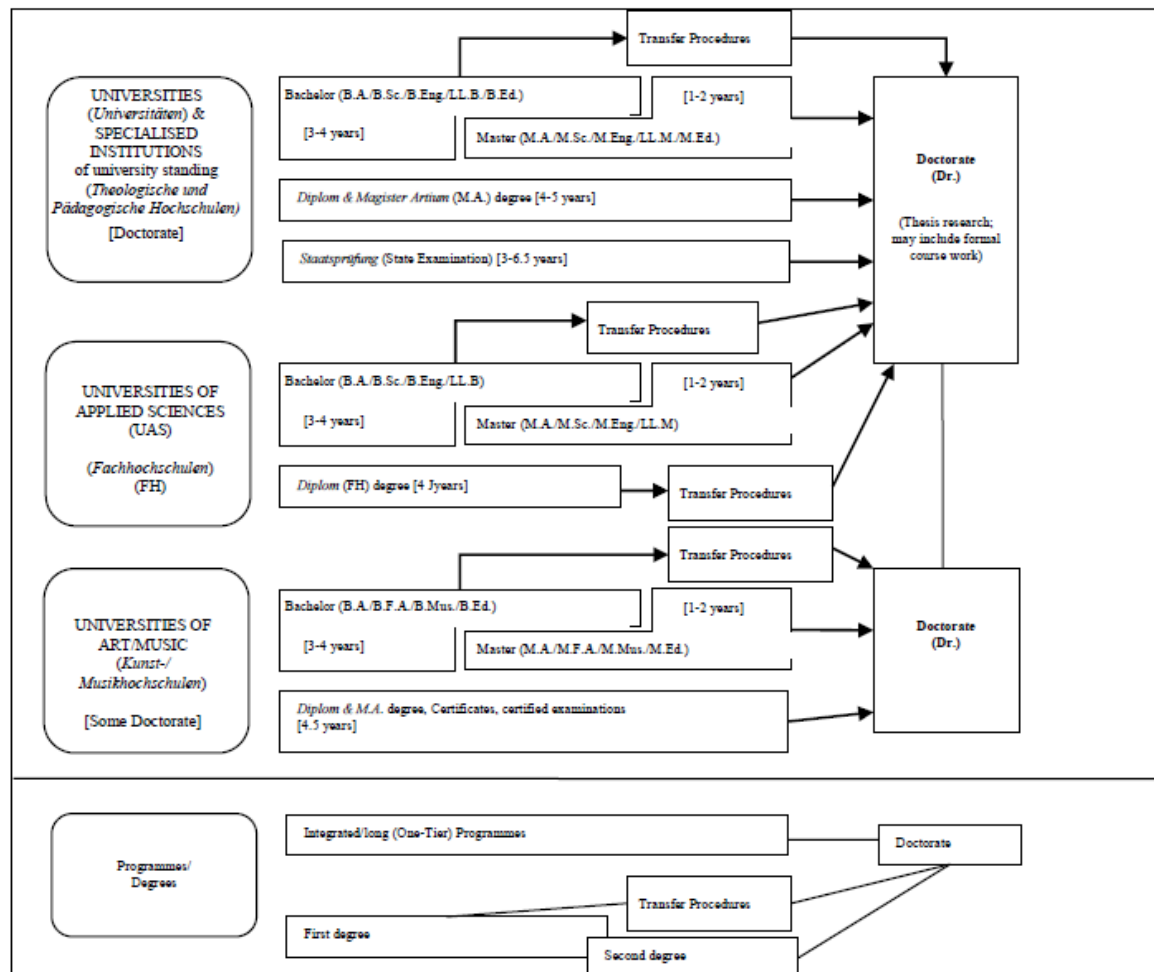 Transfer Procedures
UNIVERSITIES
(Universitäten) &
SPECIALISED
INSTITUTIONS
of university standing
(Theologische und
Pädagogische Hochschulen)
[Doctorate]
Bachelor (B.A./B.Sc./B.Eng./LL.B./B.Ed.)
[3-4 years]
[1-2 years]
Master (M.A./M.Sc./M.Eng./LL.M./M.Ed.)
Diplom & Magister Artium (M.A.) degree [4-5 years]
Staatsprüfung (State Examination) [3-6.5 years]
Doctorate
(Dr.)
(Thesis research;
may include formal
course work)
Transfer Procedures
UNIVERSITIES OF
APPLIED SCIENCES
(UAS)
(Fachhochschulen)
(FH)
Bachelor (B.A./B.Sc./B.Eng./LL.B)
[3-4 years]
[1-2 years]
Master (M.A./M.Sc./M.Eng./LL.M)
Diplom (FH) degree [4 Jyears]
Transfer Procedures
Transfer Procedures
UNIVERSITIES OF
ART/MUSIC
(Kunst-/
Musikhochschulen)
[Some Doctorate]
Bachelor (B.A./B.F.A./B.Mus./B.Ed.)
[3-4 years]
[1-2 years]
Master (M.A./M.F.A./M.Mus./M.Ed.)
Diplom & M.A. degree, Certificates, certified examinations
[4.5 years]
Doctorate
(Dr.)
Programmes/
Degrees
Integrated/long (One-Tier) Programmes
Doctorate
Transfer Procedures
First degree
Second degree